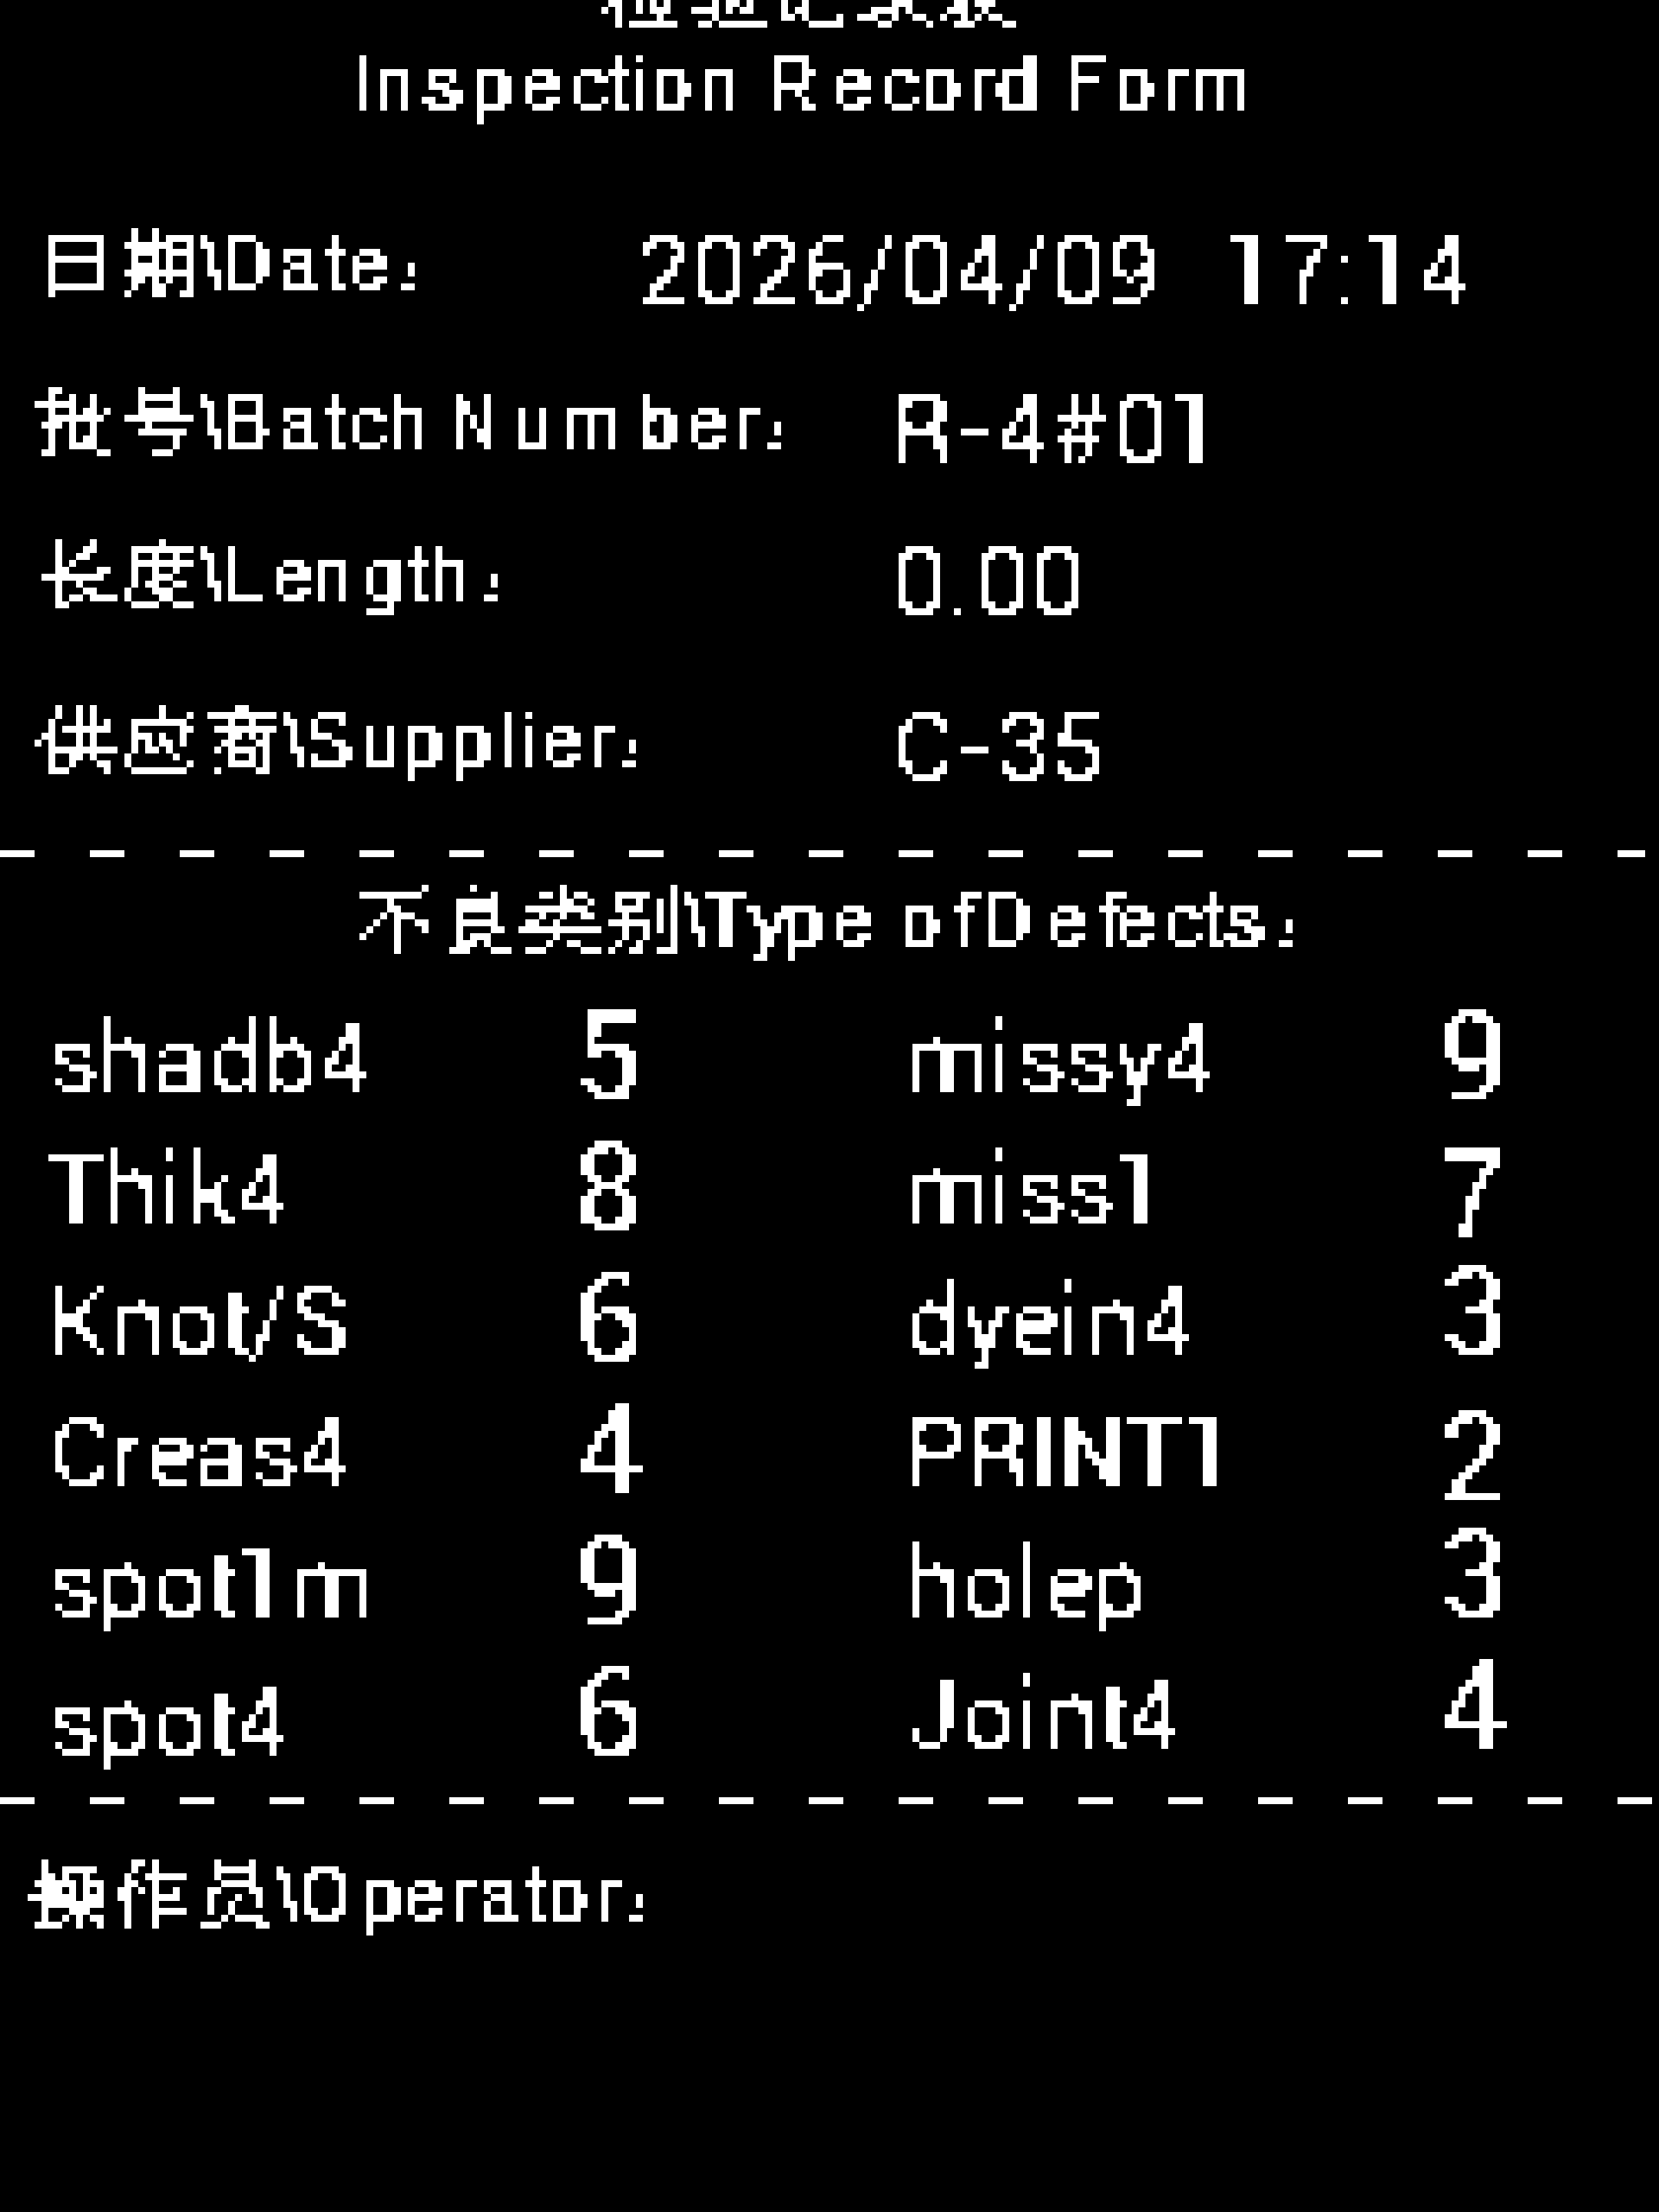 Inspection Record Form
日期\Date: 2026/04/09 17:14
批号\Batch Number: R-4#01
长度\Length: 0.00
供应商\Supplier: C-35
不良类别\Type of Defects:
shadb4 5 missy4 9
Thik4 8 miss1 7
Knot/S 6 dyein4 3
Creas4 4 PRINT1 2
spot1m 9 holep 3
spot4 6 Joint4 4
操作员\Operator: